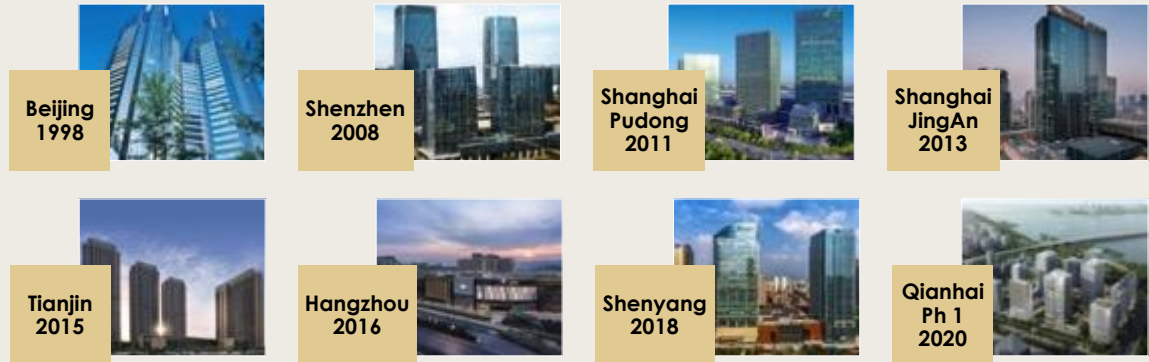 Beijing
1998
Shenzhen
2008
Shanghai
Pudong
2011
Shanghai
JingAn
2013
Tianjin
2015
Hangzhou
2016
Shenyang
2018
Qianhai
Ph 1
2020